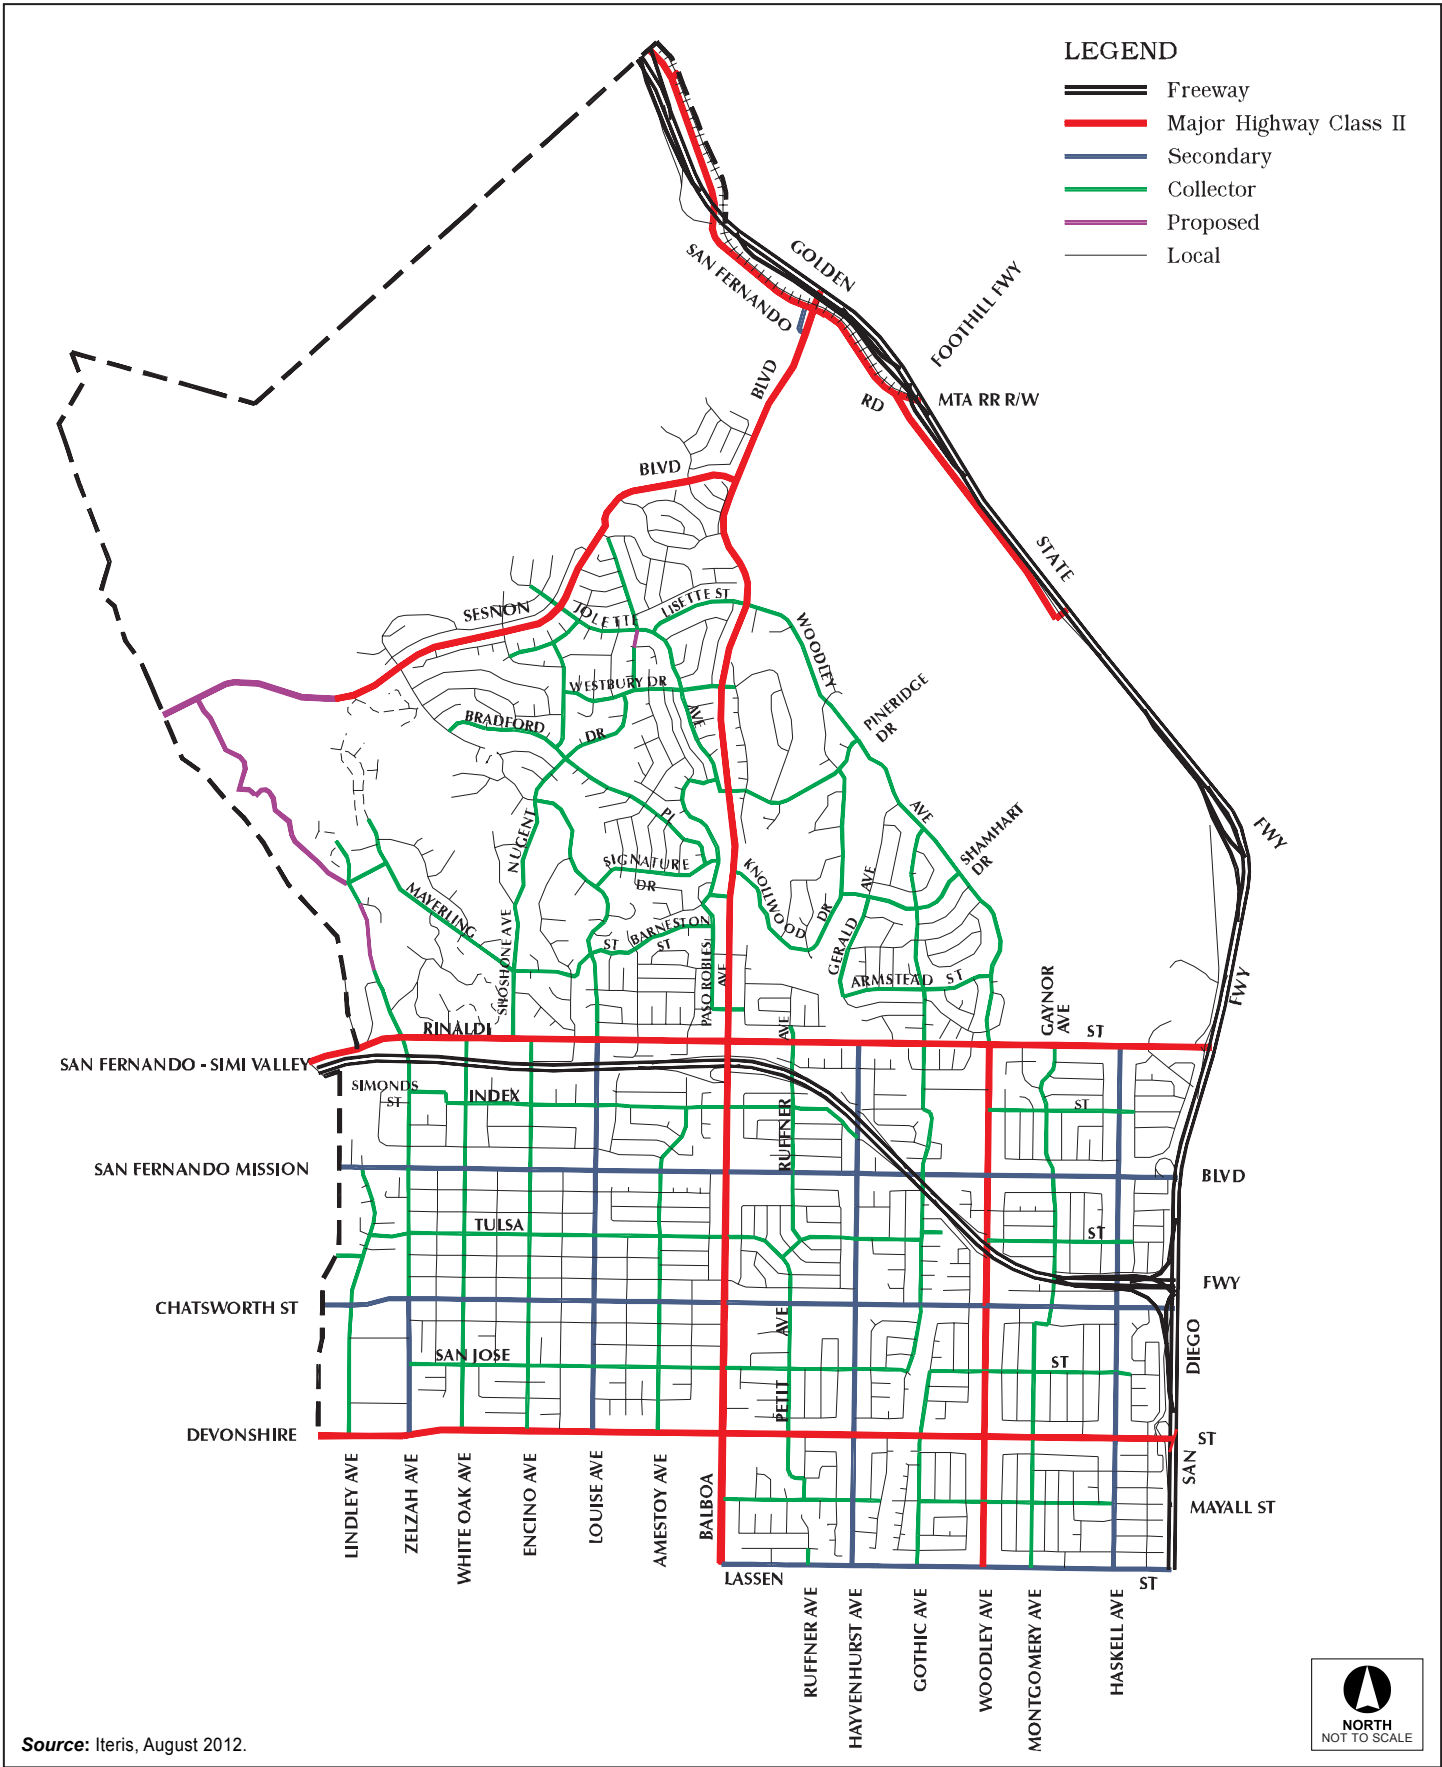 LEGEND
Freeway
Major Highway Class II
Secondary
Collector
Proposed
Local
GOLDEN
SAN FERNANDO
FOOTHILL FWY
BLVD
RD
MTA RR R/W
BLVD
STATE
SESNON
JOLETTE
LISETTE ST
WOODLEY
WESTBURY DR
PINERIDGE
DR
BRADFORD
DR
AVE
PL
AVE
SHAMHART
DR
FWY
NUGENT
SIGNATURE
DR
KNOLLWOOD
DR
AVE
MAYERLING
ST
BARNESTON
ST
GERALD
SHOSHONE AVE
PASO ROBLES
AVE
ARMSTEAD ST
FWY
GAYNOR
AVE
RINALDI
AVE
ST
SAN FERNANDO - SIMI VALLEY
SIMONDS
ST
INDEX
ST
RUFFNER
SAN FERNANDO MISSION
BLVD
TULSA
ST
FWY
CHATSWORTH ST
AVE
DIEGO
SAN JOSE
ST
PETIT
DEVONSHIRE
ST
SAN
MAYALL ST
LINDLEY AVE
ZELZAH AVE
WHITE OAK AVE
ENCINO AVE
LOUISE AVE
AMESTOY AVE
BALBOA
LASSEN
ST
RUFFNER AVE
HAYVENHURST AVE
GOTHIC AVE
WOODLEY AVE
MONTGOMERY AVE
HASKELL AVE
NORTH
NOT TO SCALE
Source: Iteris, August 2012.